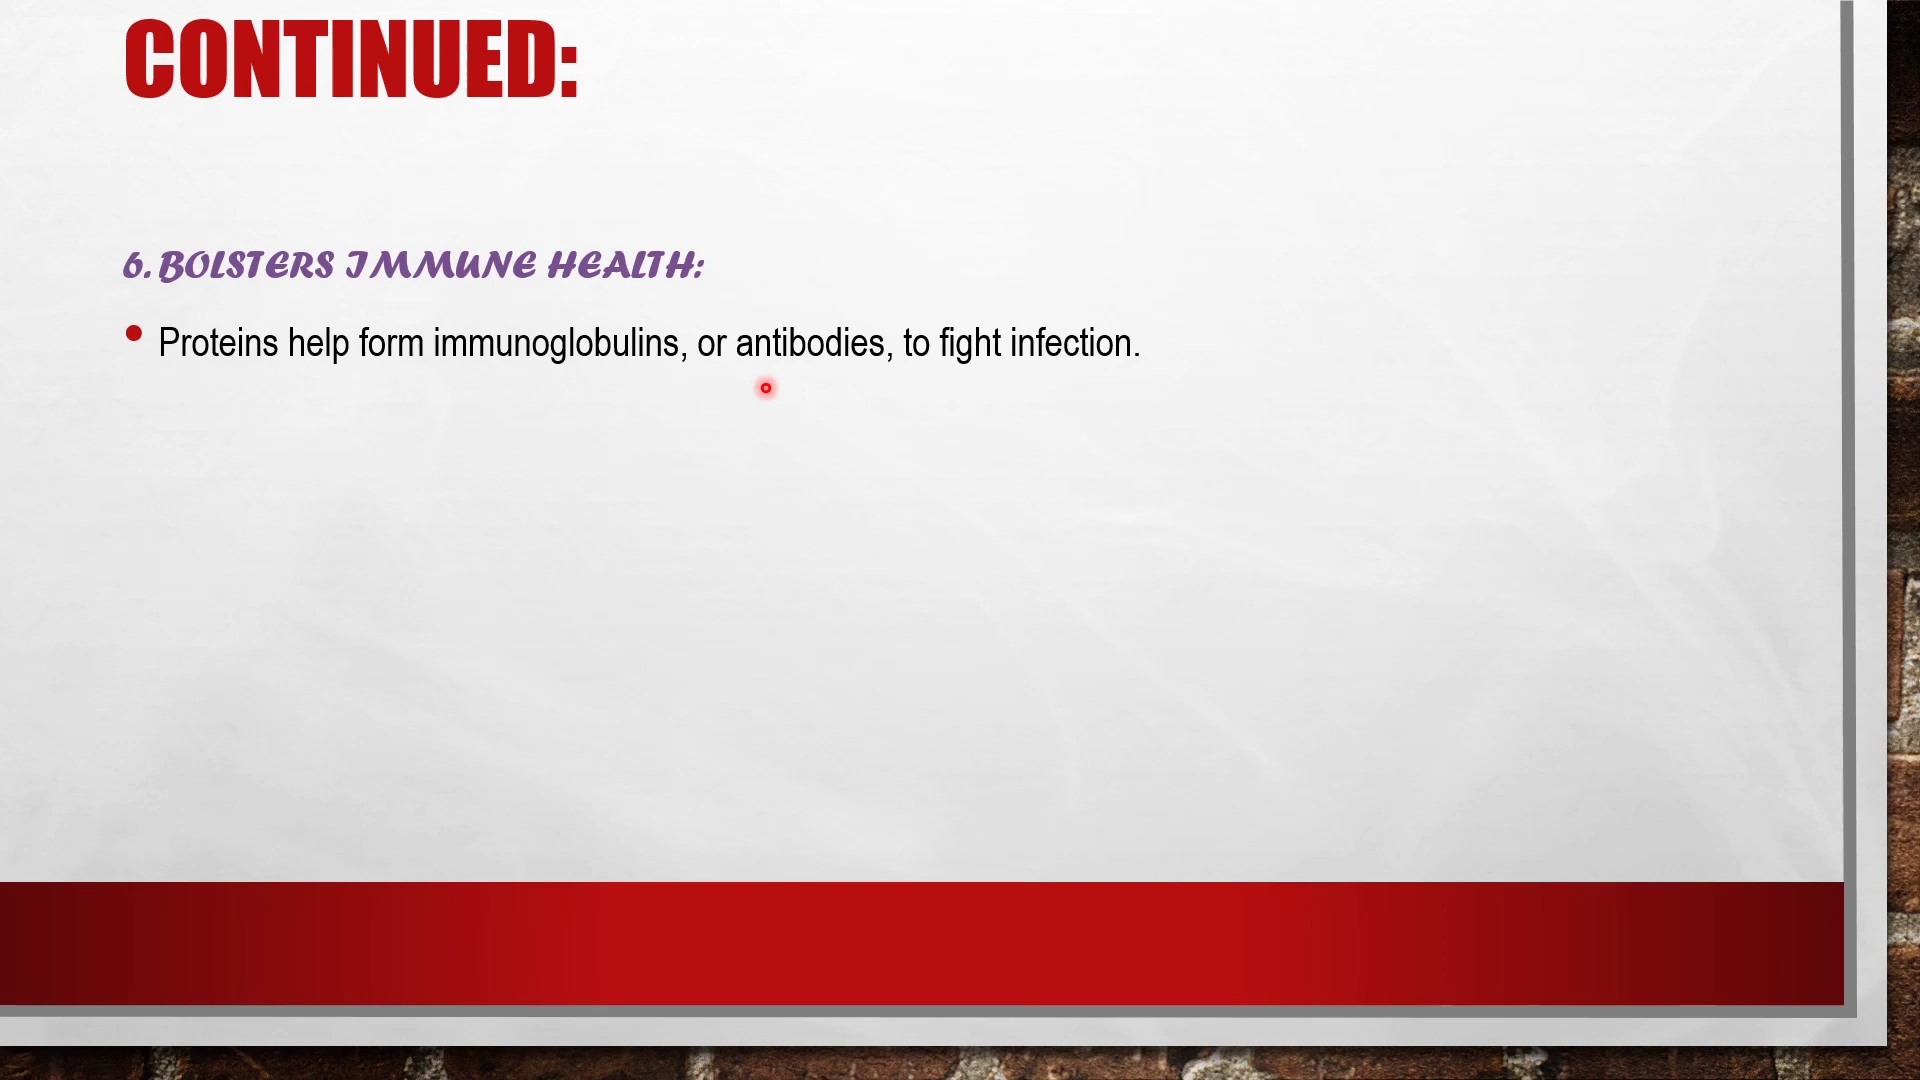 CONTINUED:
6. BOLSTERS IMMUNE HEALTH:
• Proteins help form immunoglobulins, or antibodies, to fight infection.